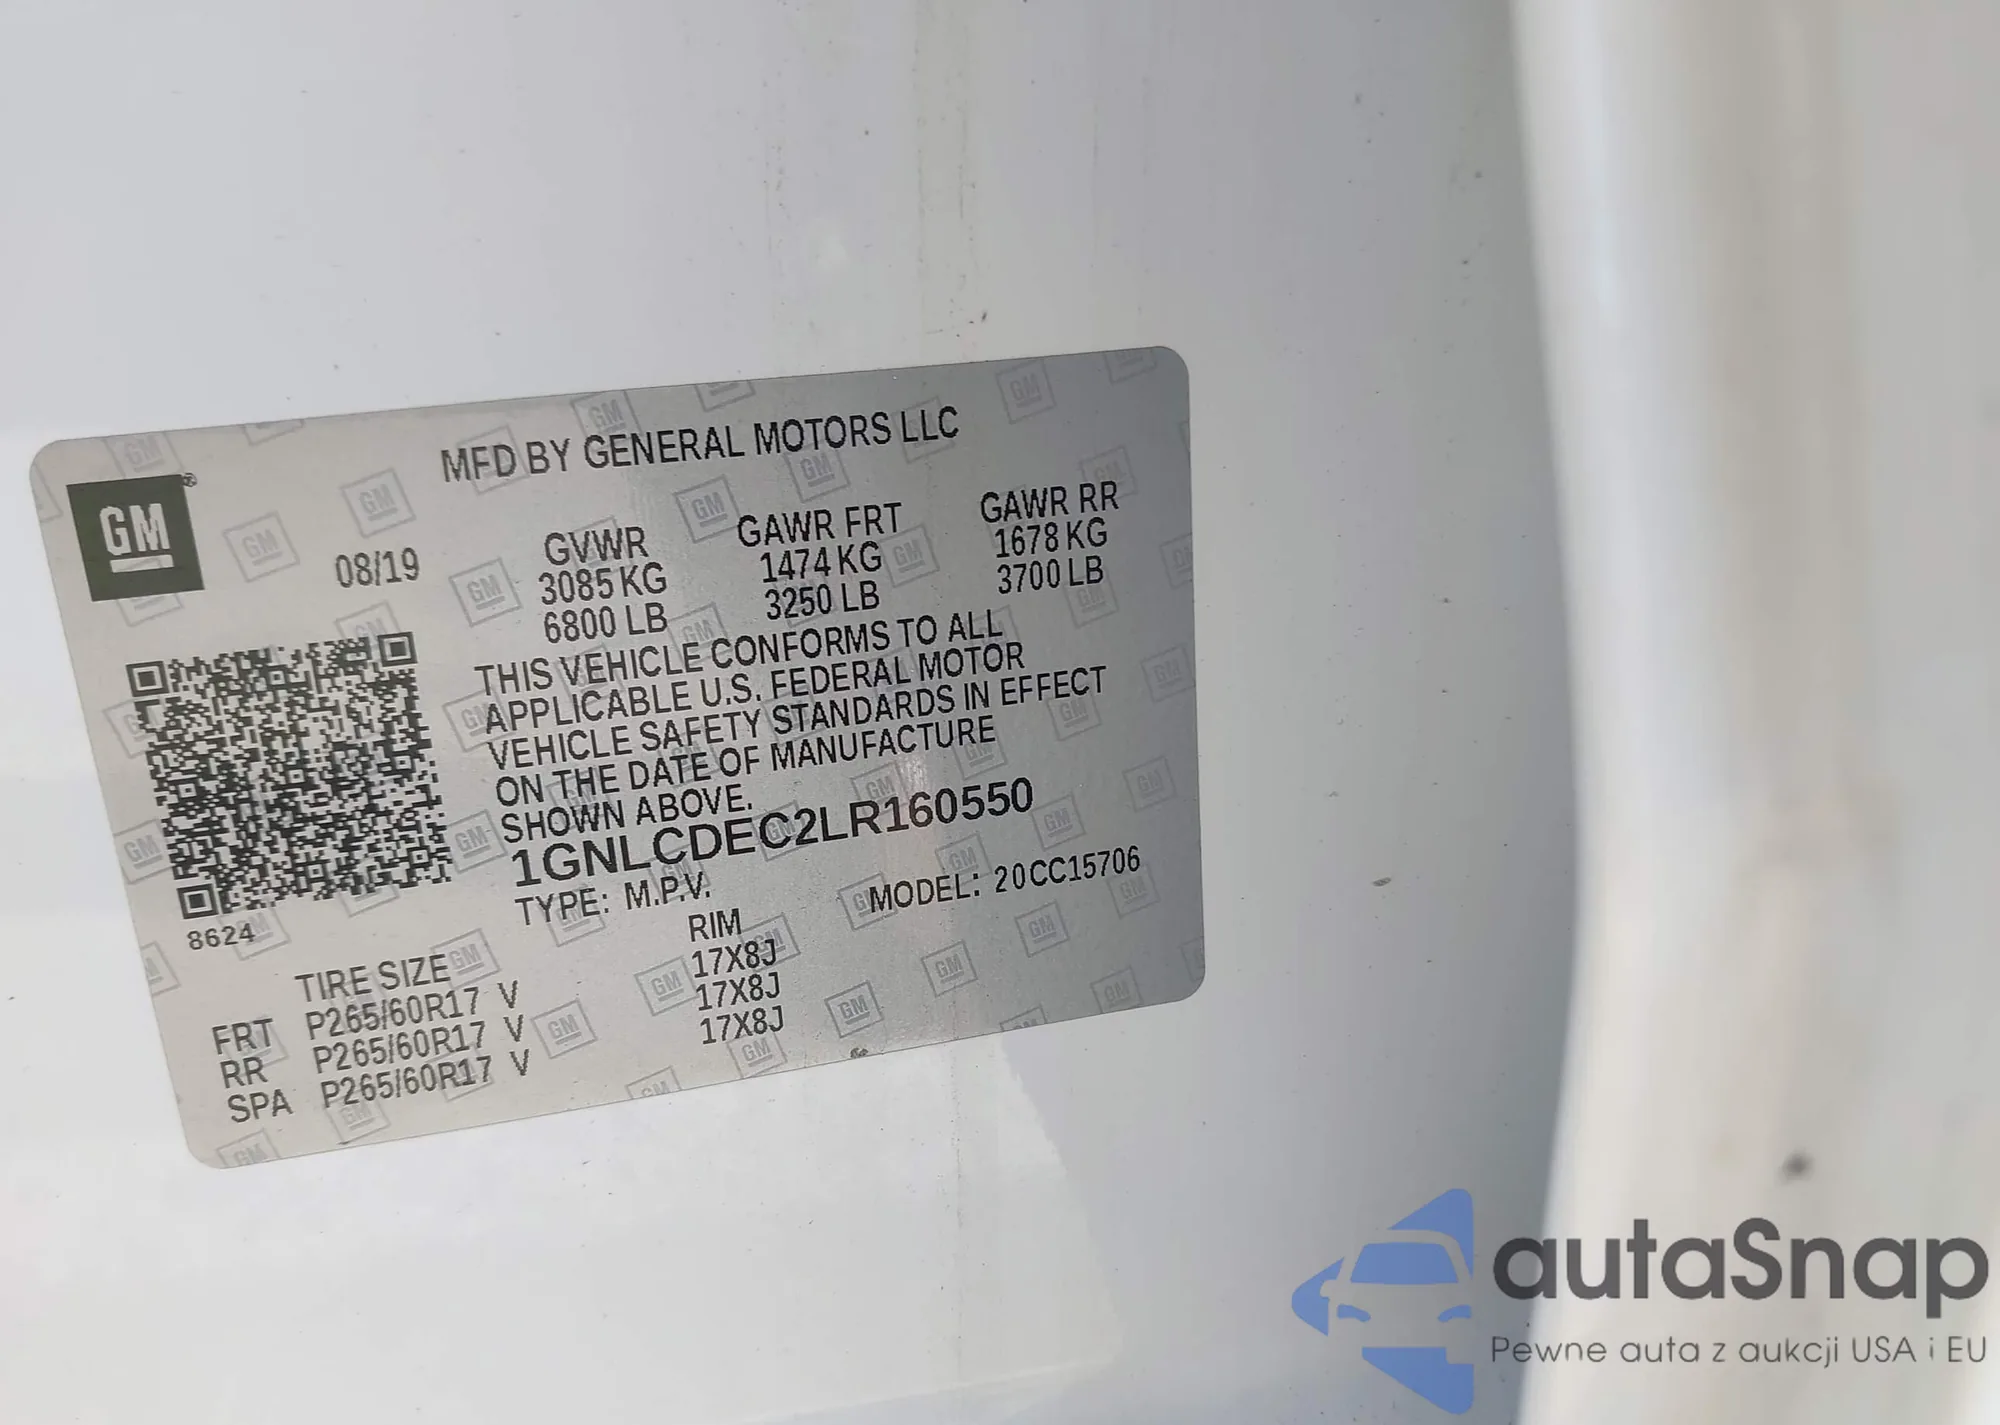 MFD BY GENERAL MOTORS LLC
GM
08/19
GVWR GAWR FRT GAWR RR
3085 KG 1474 KG 1678 KG
6800 LB 3250 LB 3700 LB
THIS VEHICLE CONFORMS TO ALL
APPLICABLE U.S. FEDERAL MOTOR
VEHICLE SAFETY STANDARDS IN EFFECT
ON THE DATE OF MANUFACTURE
SHOWN ABOVE.
1GNLCDEC2LR160550
TYPE: M.P.V. MODEL: 20CC15706
8624
TIRE SIZE RIM
FRT P265/60R17 V 17X8J
RR P265/60R17 V 17X8J
SPA P265/60R17 V 17X8J
autaSnap
Pewne auta z aukcji USA i EU